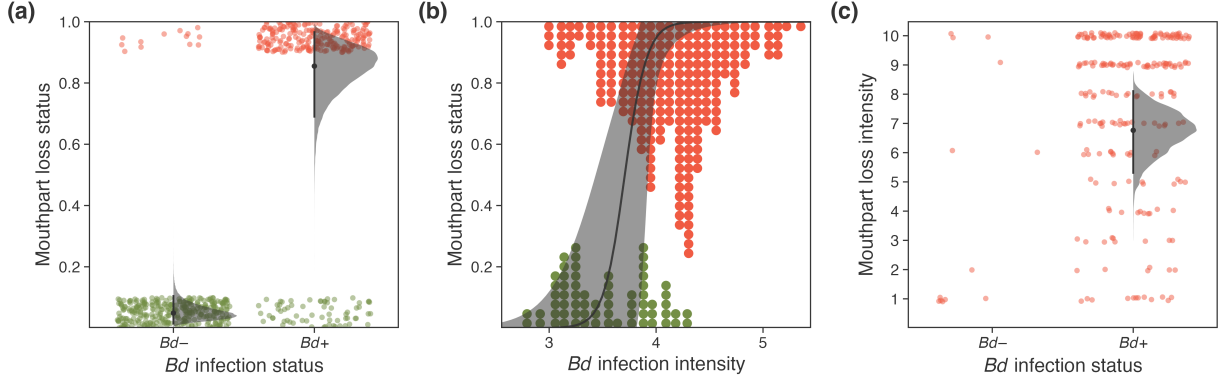 (a)
Mouthpart loss status
1.0
0.8
0.6
0.4
0.2
Bd−
Bd+
Bd infection status
(b)
Mouthpart loss status
1.0
0.8
0.6
0.4
0.2
3
4
5
Bd infection intensity
(c)
Mouthpart loss intensity
10
9
8
7
6
5
4
3
2
1
Bd−
Bd+
Bd infection status